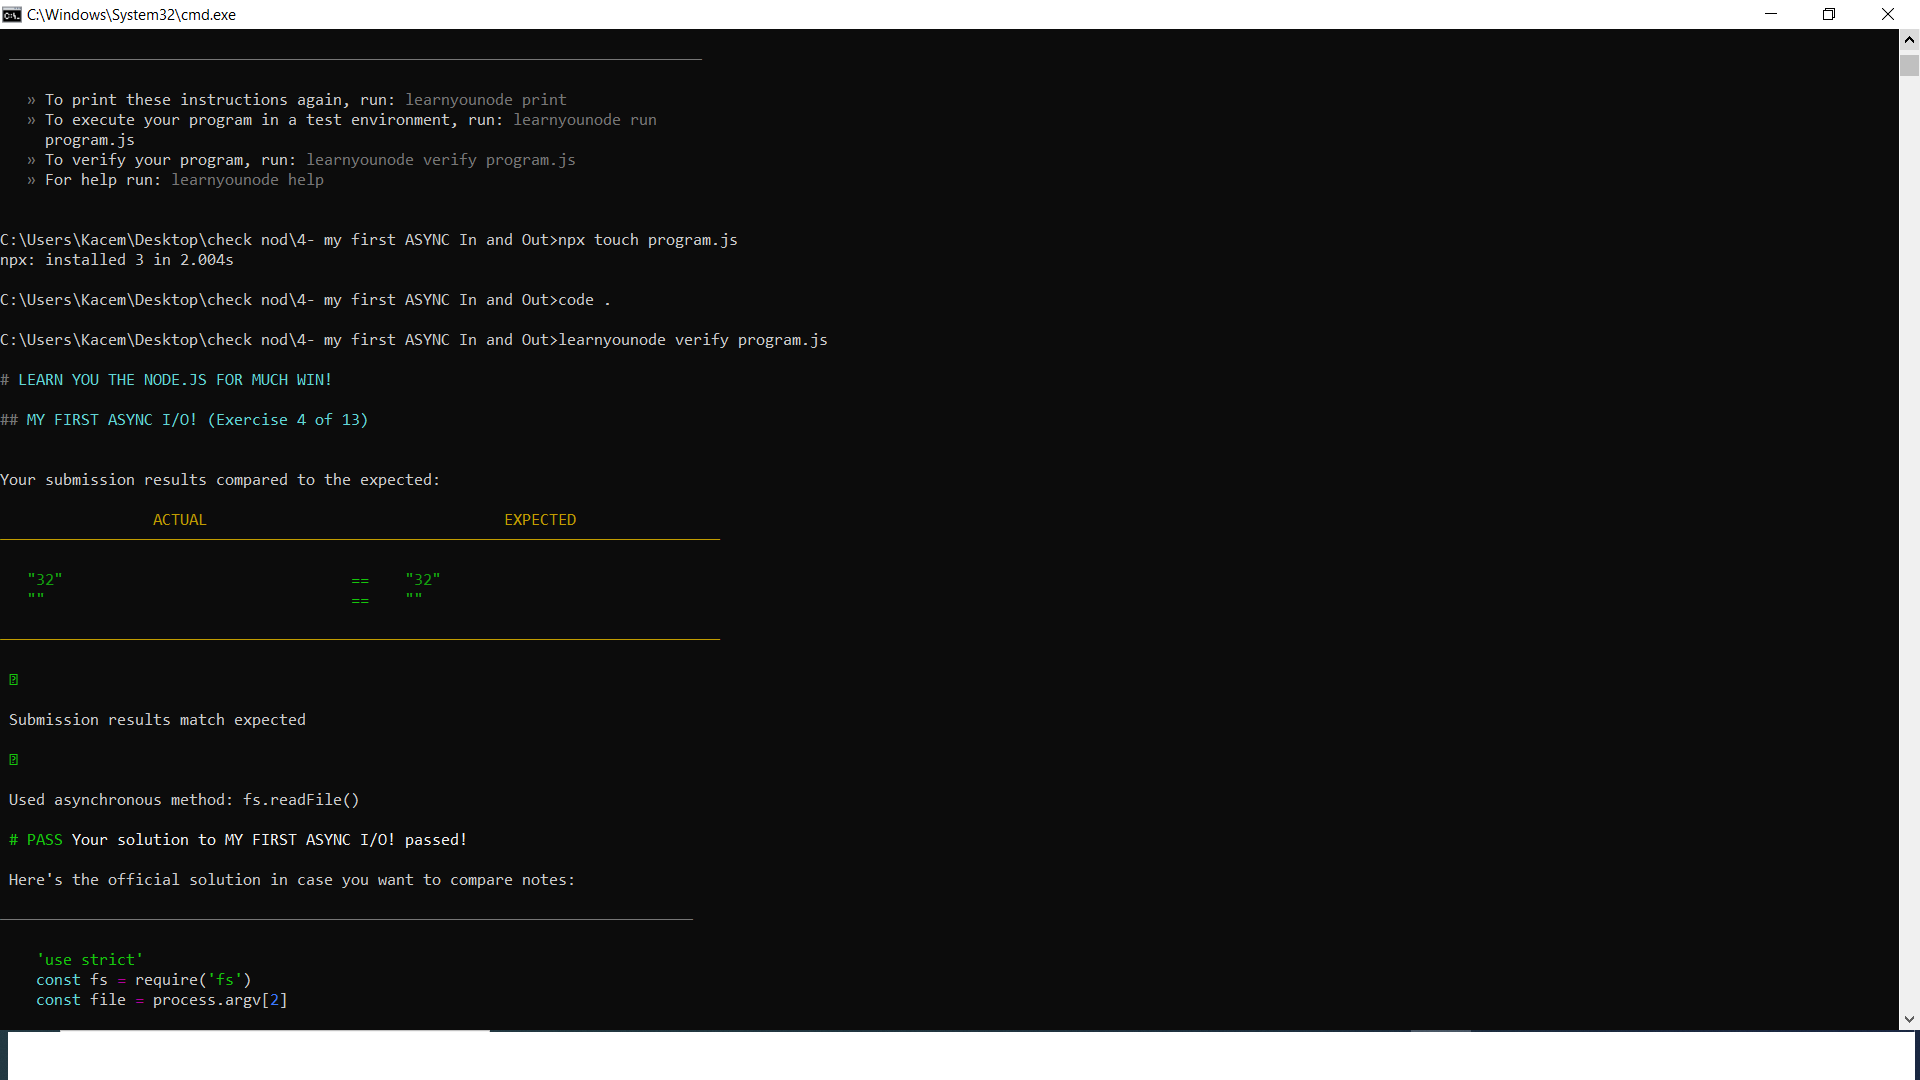 C:\Windows\System32\cmd.exe
» To print these instructions again, run: learnyounode print
» To execute your program in a test environment, run: learnyounode run
program.js
» To verify your program, run: learnyounode verify program.js
» For help run: learnyounode help
C:\Users\Kacem\Desktop\check nod\4- my first ASYNC In and Out>npx touch program.js
npx: installed 3 in 2.004s
C:\Users\Kacem\Desktop\check nod\4- my first ASYNC In and Out>code .
C:\Users\Kacem\Desktop\check nod\4- my first ASYNC In and Out>learnyounode verify program.js
# LEARN YOU THE NODE.JS FOR MUCH WIN!
## MY FIRST ASYNC I/O! (Exercise 4 of 13)
Your submission results compared to the expected:
ACTUAL EXPECTED
"32" == "32"
"" == ""
Submission results match expected
Used asynchronous method: fs.readFile()
# PASS Your solution to MY FIRST ASYNC I/O! passed!
Here's the official solution in case you want to compare notes:
'use strict'
const fs = require('fs')
const file = process.argv[2]